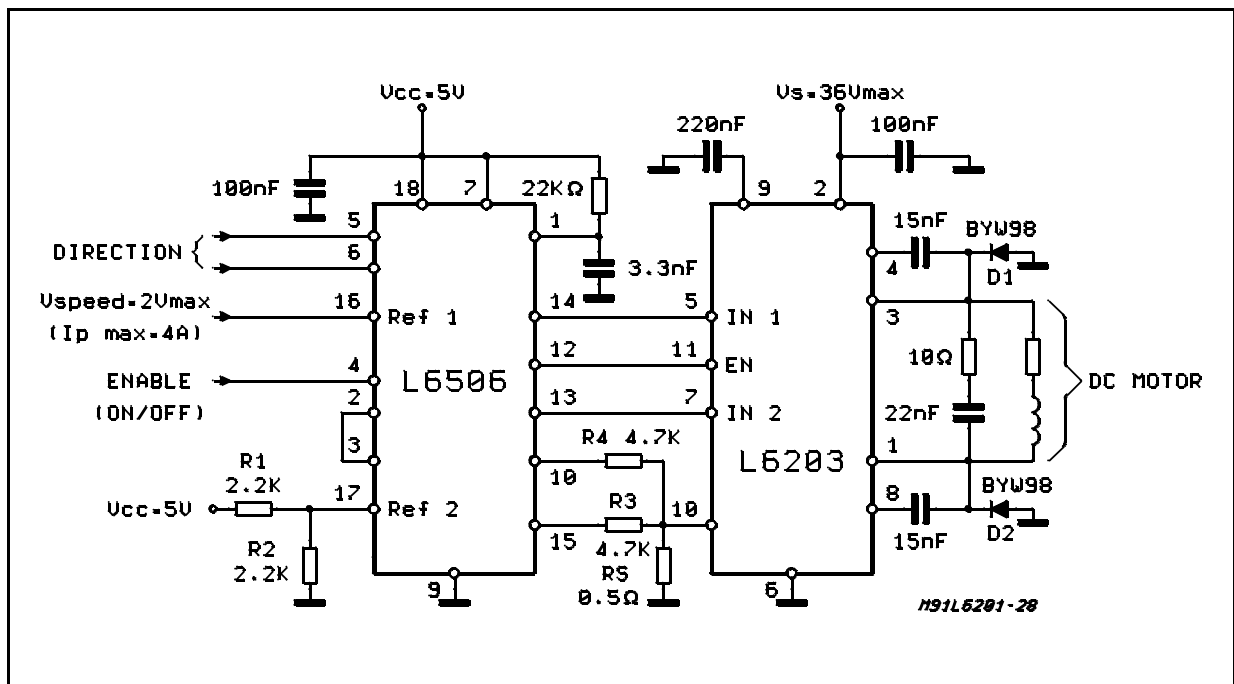 Vcc=5V
Vs=36Vmax
220nF
100nF
100nF
18
7
22KΩ
9
2
5
1
15nF
BYW98
DIRECTION {
6
3.3nF
4
D1
Vspeed=2Vmax
16
Ref 1
14
5
IN 1
3
(Ip max=4A)
12
11
EN
10Ω
ENABLE
4
L6506
DC MOTOR
(ON/OFF)
2
13
7
IN 2
22nF
3
R4 4.7K
L6203
1
R1
2.2K
10
8
BYW98
Vcc=5V
17
Ref 2
R3
10
R2
2.2K
15
4.7K
15nF
D2
RS
0.5Ω
9
6
M91L6201-28